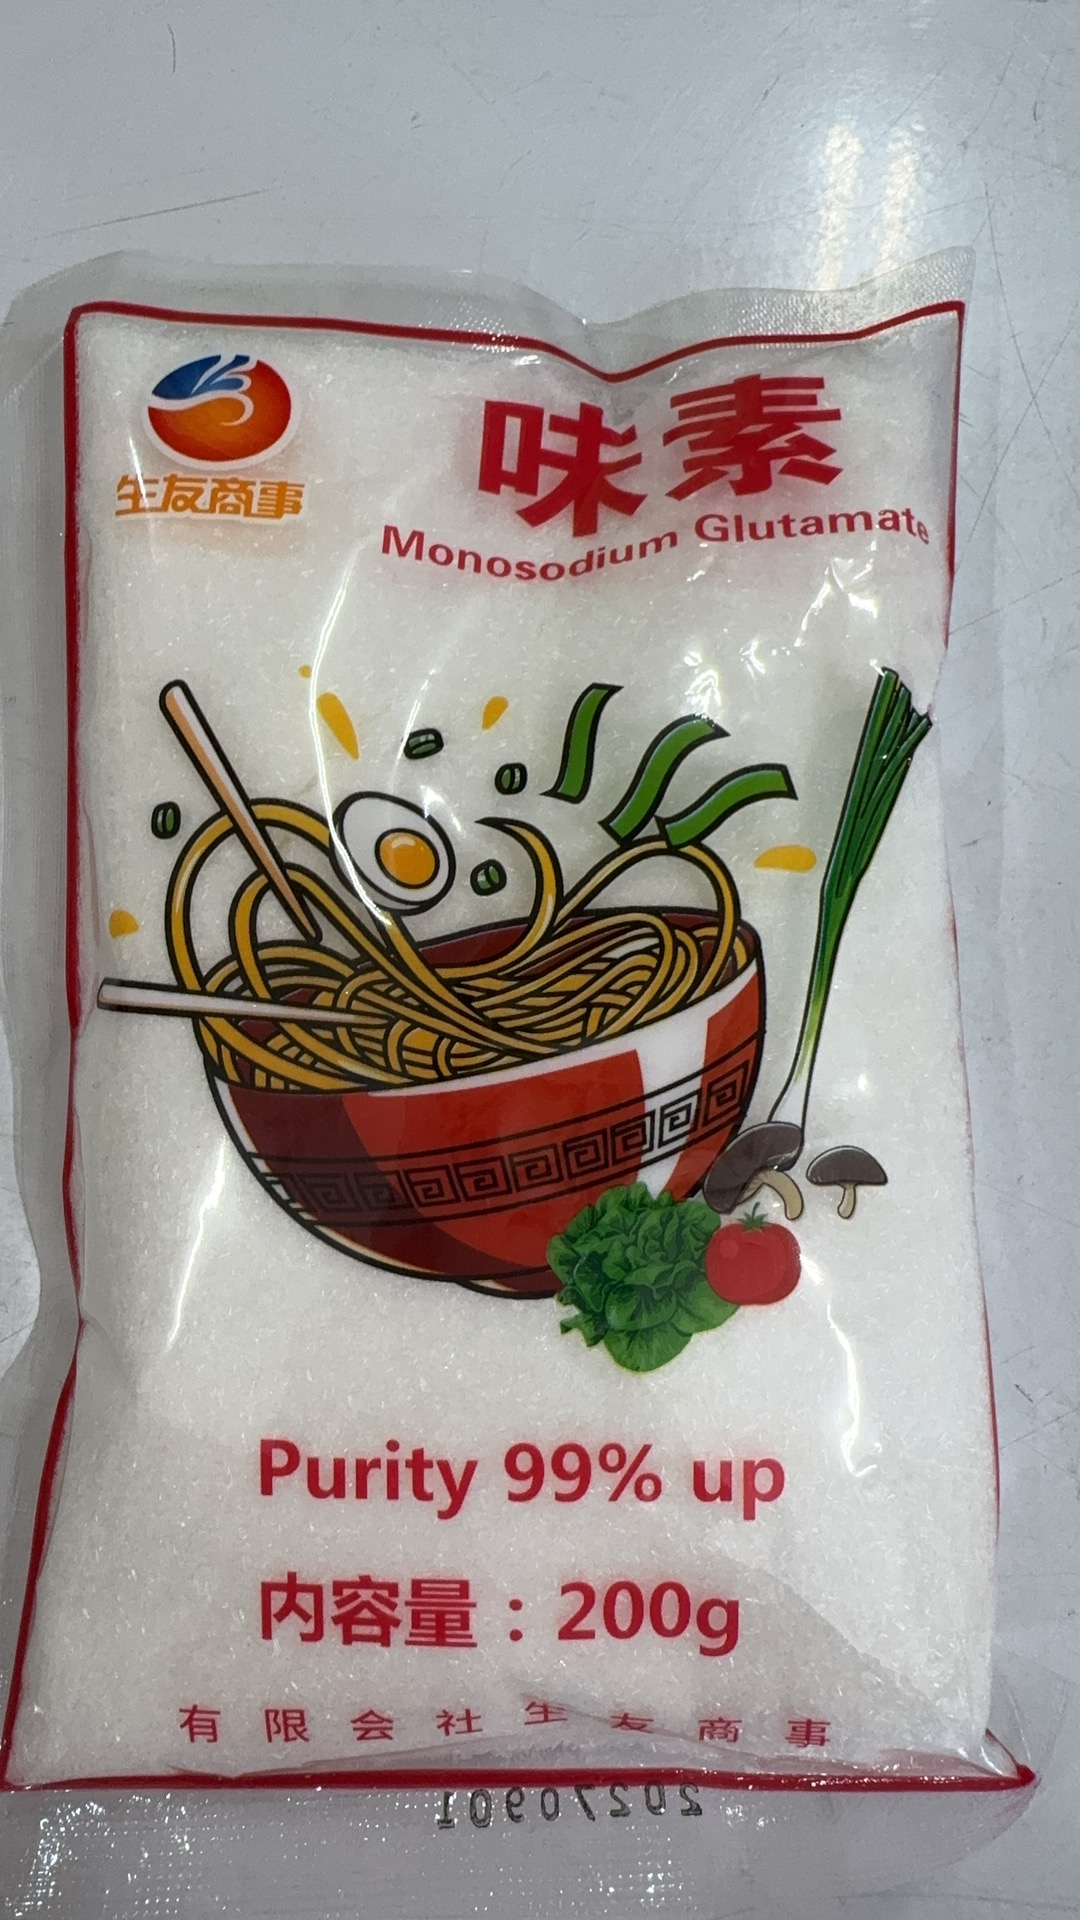 生友商事
味素
Monosodium Glutamate
Purity 99% up
内容量：200g
有限会社生友商事
20270901